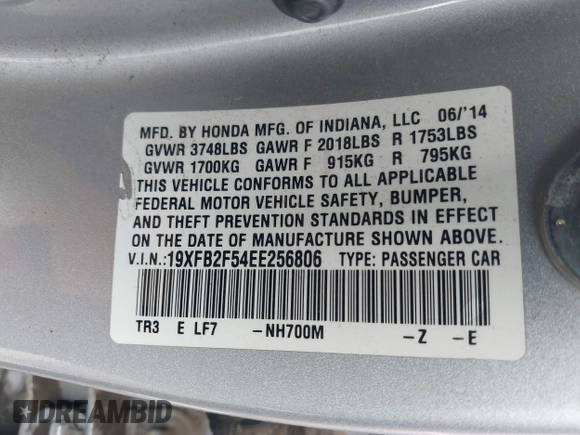 MFD. BY HONDA MFG. OF INDIANA, LLC 06/'14
GVWR 3748LBS GAWR F 2018LBS R 1753LBS
GVWR 1700KG GAWR F 915KG R 795KG
THIS VEHICLE CONFORMS TO ALL APPLICABLE
FEDERAL MOTOR VEHICLE SAFETY, BUMPER,
AND THEFT PREVENTION STANDARDS IN EFFECT
ON THE DATE OF MANUFACTURE SHOWN ABOVE.
V.I.N.:19XFB2F54EE256806 TYPE: PASSENGER CAR
TR3 E LF7 -NH700M -Z -E
DREAMBID